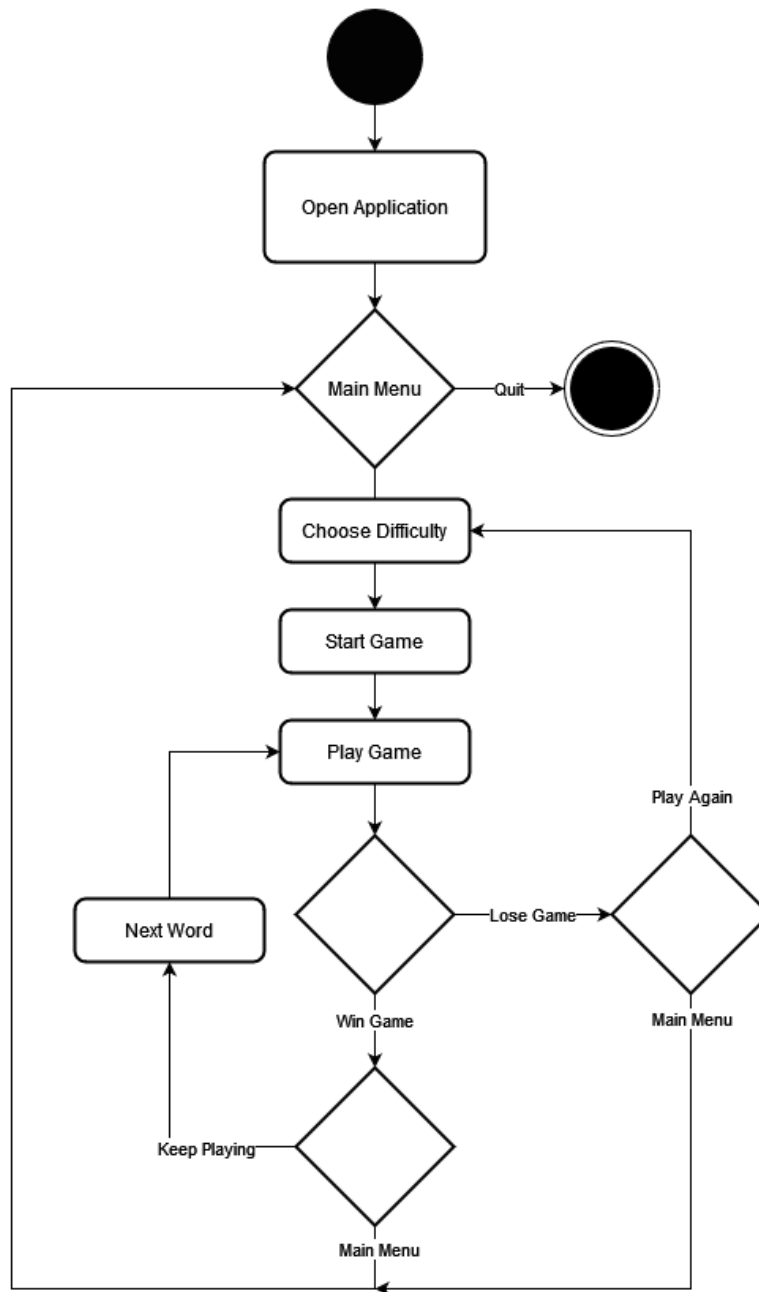 Open Application
Main Menu
Quit
Choose Difficulty
Start Game
Play Game
Play Again
Next Word
Lose Game
Win Game
Main Menu
Keep Playing
Main Menu